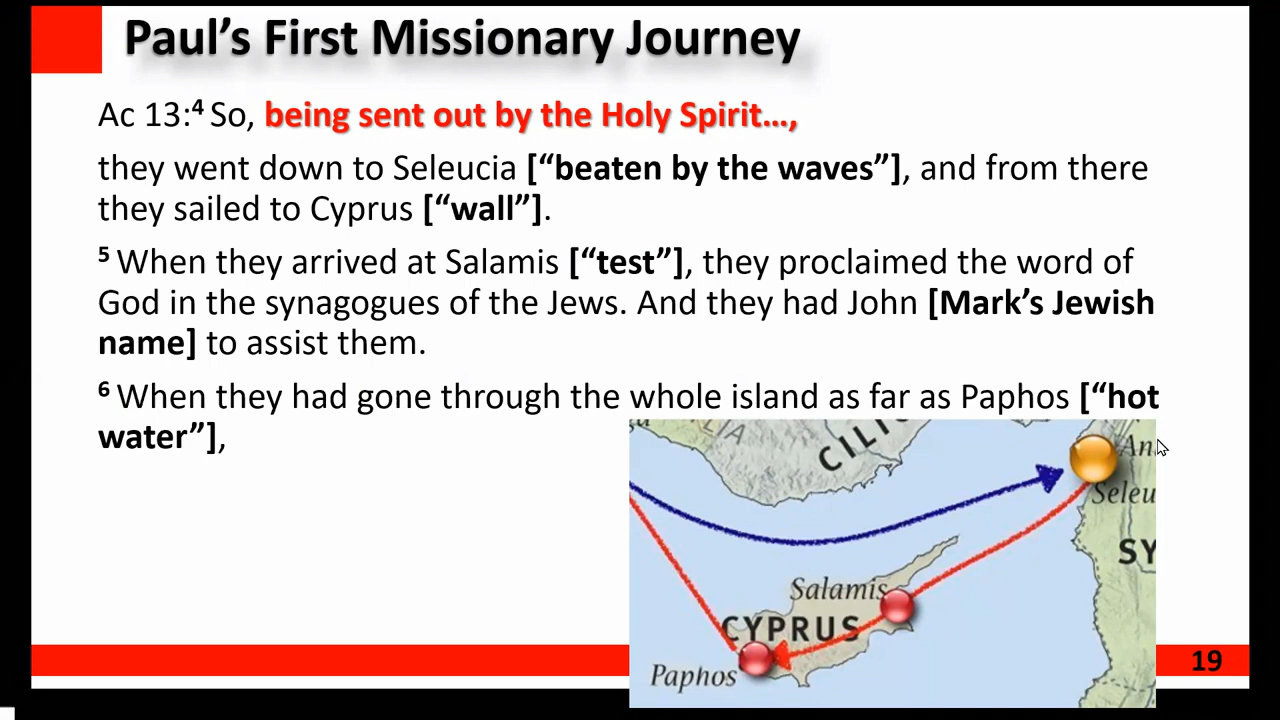 Paul’s First Missionary Journey
Ac 13:⁴ So, being sent out by the Holy Spirit…,
they went down to Seleucia [“beaten by the waves”], and from there
they sailed to Cyprus [“wall”].
⁵ When they arrived at Salamis [“test”], they proclaimed the word of
God in the synagogues of the Jews. And they had John [Mark’s Jewish
name] to assist them.
⁶ When they had gone through the whole island as far as Paphos [“hot
water”],
CILI
An
Seleu
SY
Salamis
CYPRUS
Paphos
19